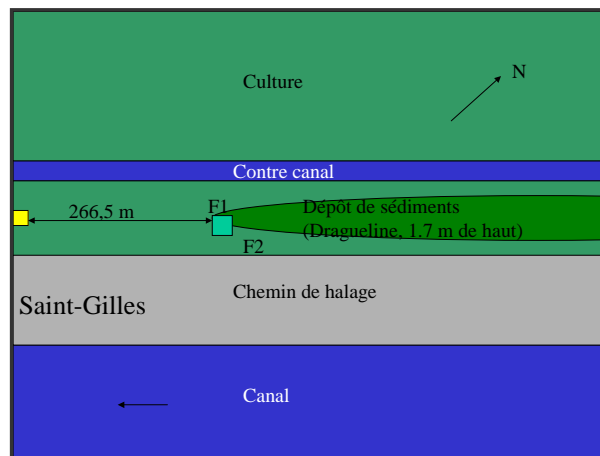 Culture
N
Contre canal
266,5 m
F1
Dépôt de sédiments
(Dragueline, 1.7 m de haut)
F2
Chemin de halage
Saint-Gilles
Canal